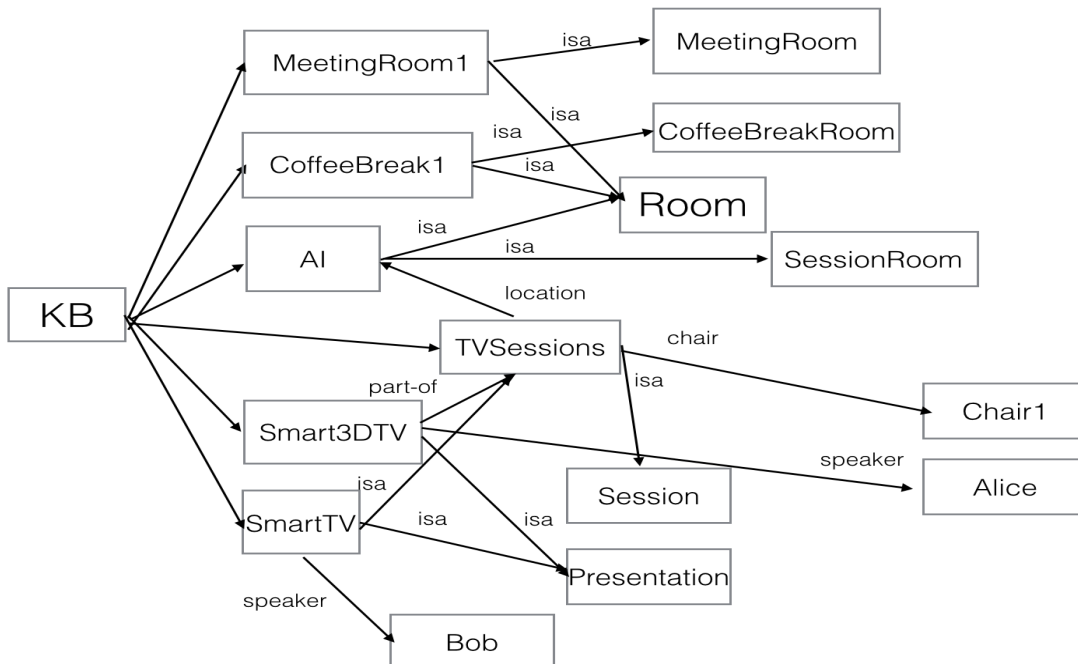 isa
MeetingRoom
MeetingRoom1
isa
isa
CoffeeBreakRoom
CoffeeBreak1
isa
Room
isa
isa
AI
SessionRoom
location
KB
TVSessions
chair
isa
part-of
Chair1
Smart3DTV
speaker
isa
Session
Alice
SmartTV
isa
isa
Presentation
speaker
Bob